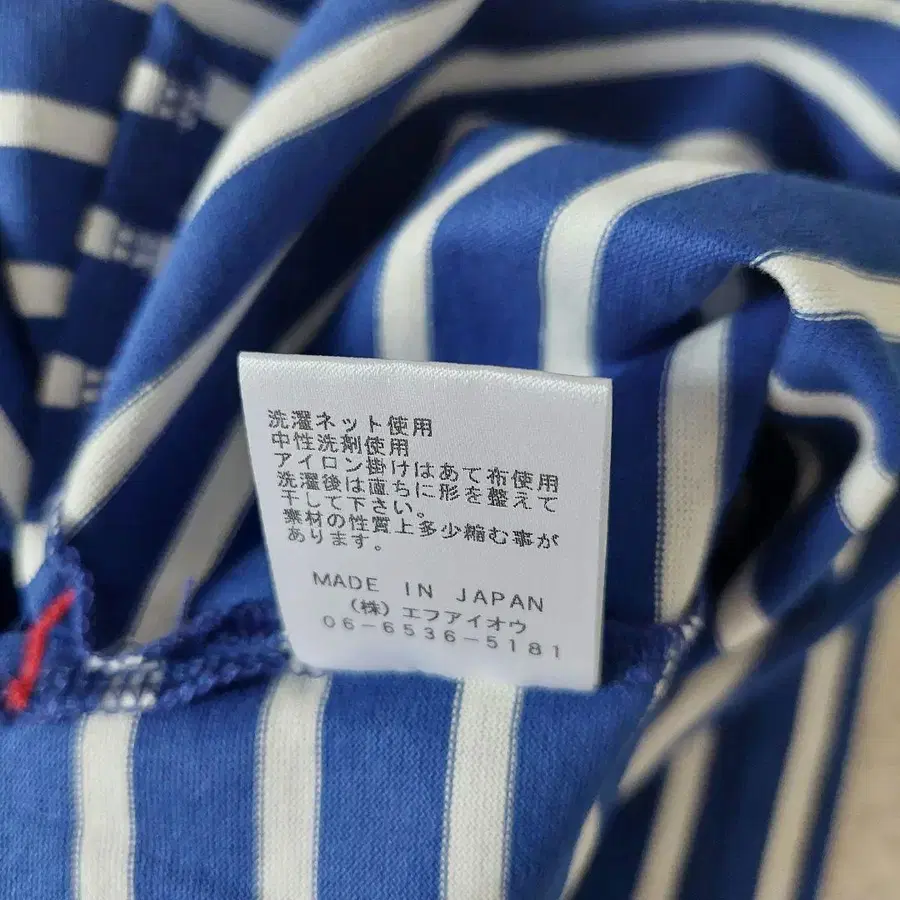 洗濯ネット使用
中性洗剤使用
アイロン掛けはあて布使用
洗濯後は直ちに形を整えて
干して下さい。
素材の性質上多少縮む事が
あります。
MADE IN JAPAN
(株)エフアイオウ
06-6536-5181